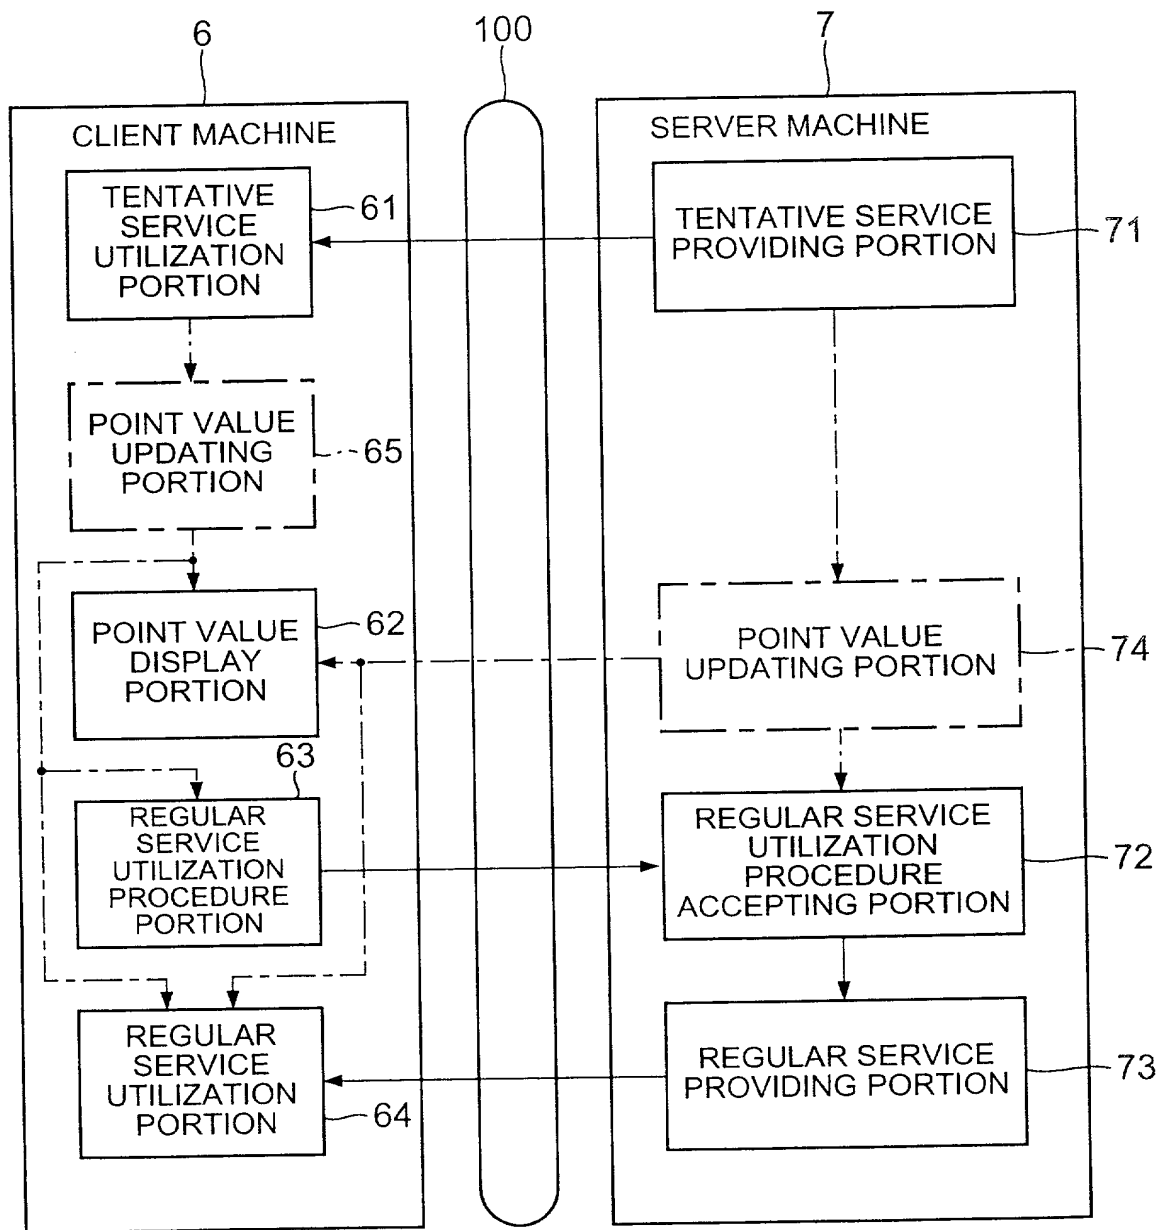 6
100
7
CLIENT MACHINE
SERVER MACHINE
TENTATIVE
SERVICE
UTILIZATION
PORTION
61
TENTATIVE SERVICE
PROVIDING PORTION
71
POINT VALUE
UPDATING
PORTION
65
POINT VALUE
DISPLAY
PORTION
62
POINT VALUE
UPDATING PORTION
74
63
REGULAR
SERVICE
UTILIZATION
PROCEDURE
PORTION
REGULAR SERVICE
UTILIZATION
PROCEDURE
ACCEPTING PORTION
72
REGULAR
SERVICE
UTILIZATION
PORTION
64
REGULAR SERVICE
PROVIDING PORTION
73